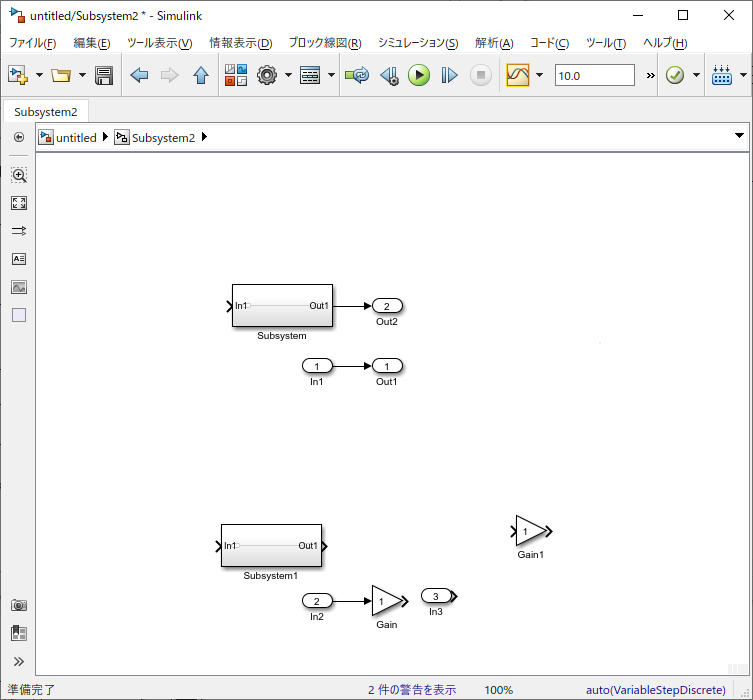 untitled/Subsystem2 * - Simulink
ファイル(F) 編集(E) ツール表示(V) 情報表示(D) ブロック線図(R) シミュレーション(S) 解析(A) コード(C) ツール(T) ヘルプ(H)
10.0 »
Subsystem2
untitled Subsystem2
In1 Out1 2
Subsystem Out2
1 1
In1 Out1
1
Gain1
In1 Out1
Subsystem1
2 1 3
In2 Gain In3
準備完了 2 件の警告を表示 100% auto(VariableStepDiscrete)